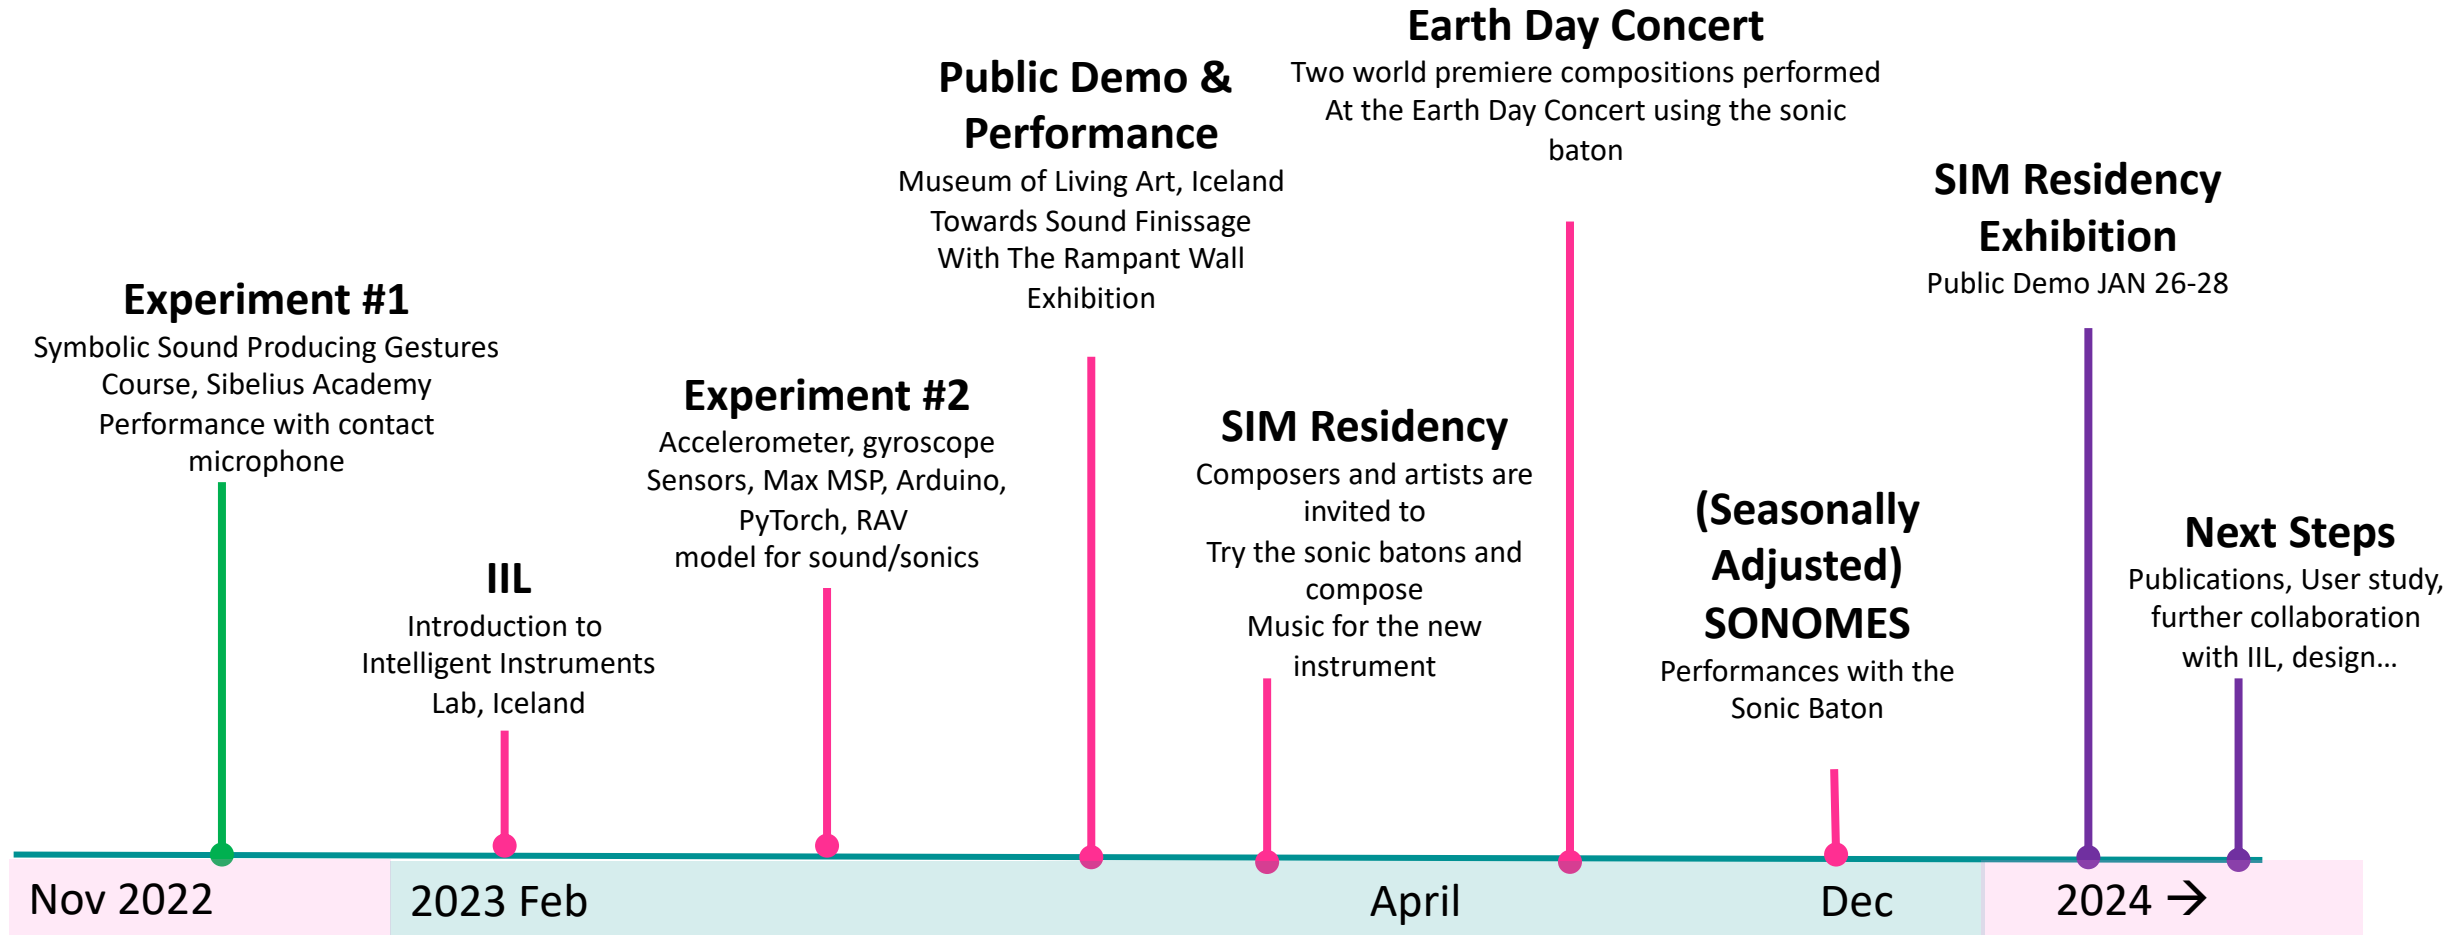 Experiment #1
Symbolic Sound Producing Gestures
Course, Sibelius Academy
Performance with contact
microphone
IIL
Introduction to
Intelligent Instruments
Lab, Iceland
Experiment #2
Accelerometer, gyroscope
Sensors, Max MSP, Arduino,
PyTorch, RAV
model for sound/sonics
Public Demo &
Performance
Museum of Living Art, Iceland
Towards Sound Finissage
With The Rampant Wall
Exhibition
SIM Residency
Composers and artists are
invited to
Try the sonic batons and
compose
Music for the new
instrument
Earth Day Concert
Two world premiere compositions performed
At the Earth Day Concert using the sonic
baton
(Seasonally
Adjusted)
SONOMES
Performances with the
Sonic Baton
SIM Residency
Exhibition
Public Demo JAN 26-28
Next Steps
Publications, User study,
further collaboration
with IIL, design…
Nov 2022
2023 Feb
April
Dec
2024 →